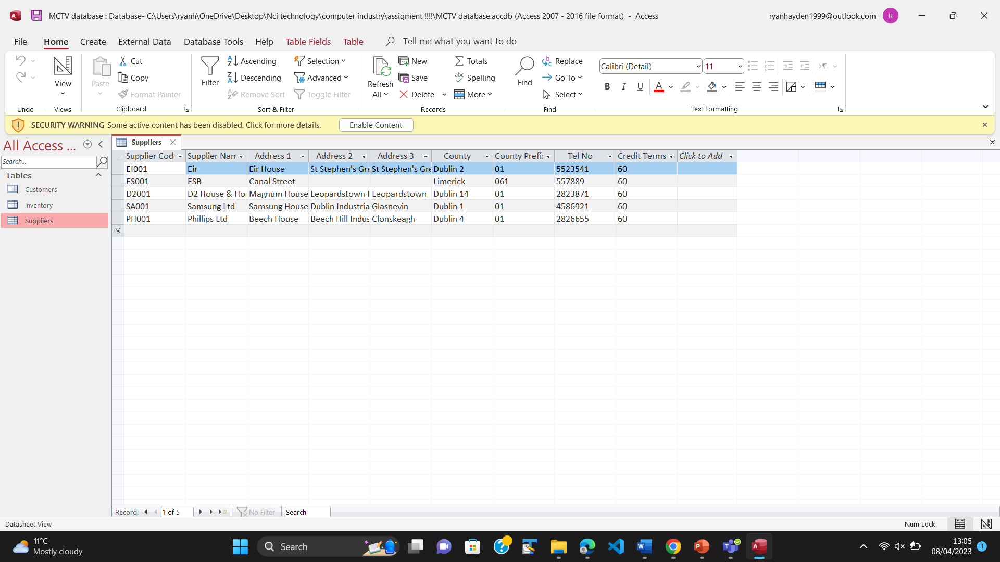 MCTV database : Database- C:\Users\ryanh\OneDrive\Desktop\Nci technology\computer industry\assigment !!!!\MCTV database.accdb (Access 2007 - 2016 file format) - Access
ryanhayden1999@outlook.com R
File Home Create External Data Database Tools Help Table Fields Table Tell me what you want to do
Cut Ascending Selection New Totals Replace Calibri (Detail) 11
View Paste Copy Filter Descending Advanced Refresh All Save Spelling Find Go To
Format Painter Remove Sort Toggle Filter Delete More Select B I U A
Undo Views Clipboard Sort & Filter Records Find Text Formatting
SECURITY WARNING Some active content has been disabled. Click for more details. Enable Content
All Access ... Suppliers
Search...
Tables
Customers
Inventory
Suppliers
Supplier Cod Supplier Nam Address 1 Address 2 Address 3 County County Prefix Tel No Credit Terms Click to Add
EI001 Eir Eir House St Stephen's Gre St Stephen's Gre Dublin 2 01 5523541 60
ES001 ESB Canal Street Limerick 061 557889 60
D2001 D2 House & Ho Magnum House Leopardstown I Leopardstown Dublin 14 01 2823871 60
SA001 Samsung Ltd Samsung House Dublin Industria Glasnevin Dublin 1 01 4586921 60
PH001 Phillips Ltd Beech House Beech Hill Indus Clonskeagh Dublin 4 01 2826655 60
Record: 1 of 5 No Filter Search
Datasheet View Num Lock
11°C
Mostly cloudy
Search
13:05
08/04/2023 3